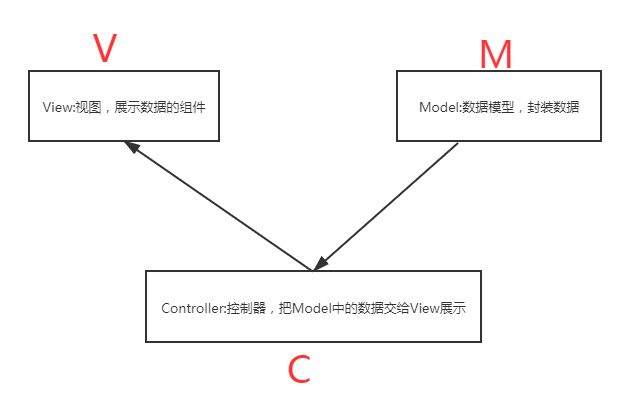 V
M
View:视图，展示数据的组件
Model:数据模型，封装数据
Controller:控制器，把Model中的数据交给View展示
C